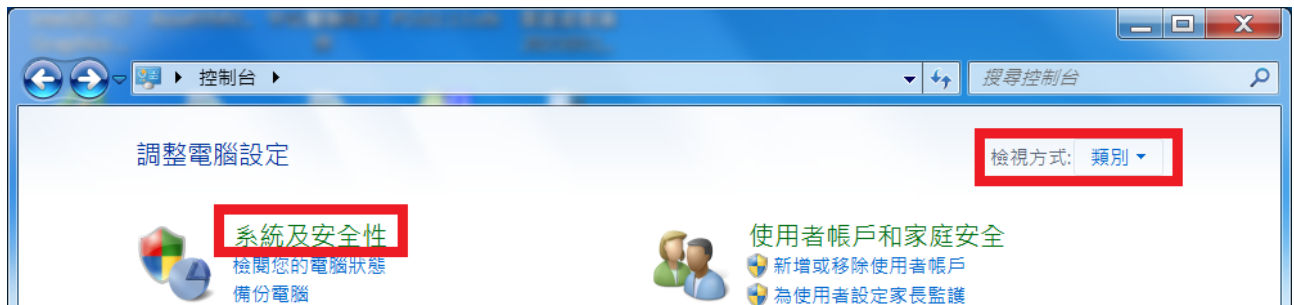 控制台
搜尋控制台
調整電腦設定
檢視方式: 類別
系統及安全性
檢閱您的電腦狀態
備份電腦
使用者帳戶和家庭安全
新增或移除使用者帳戶
為使用者設定家長監護